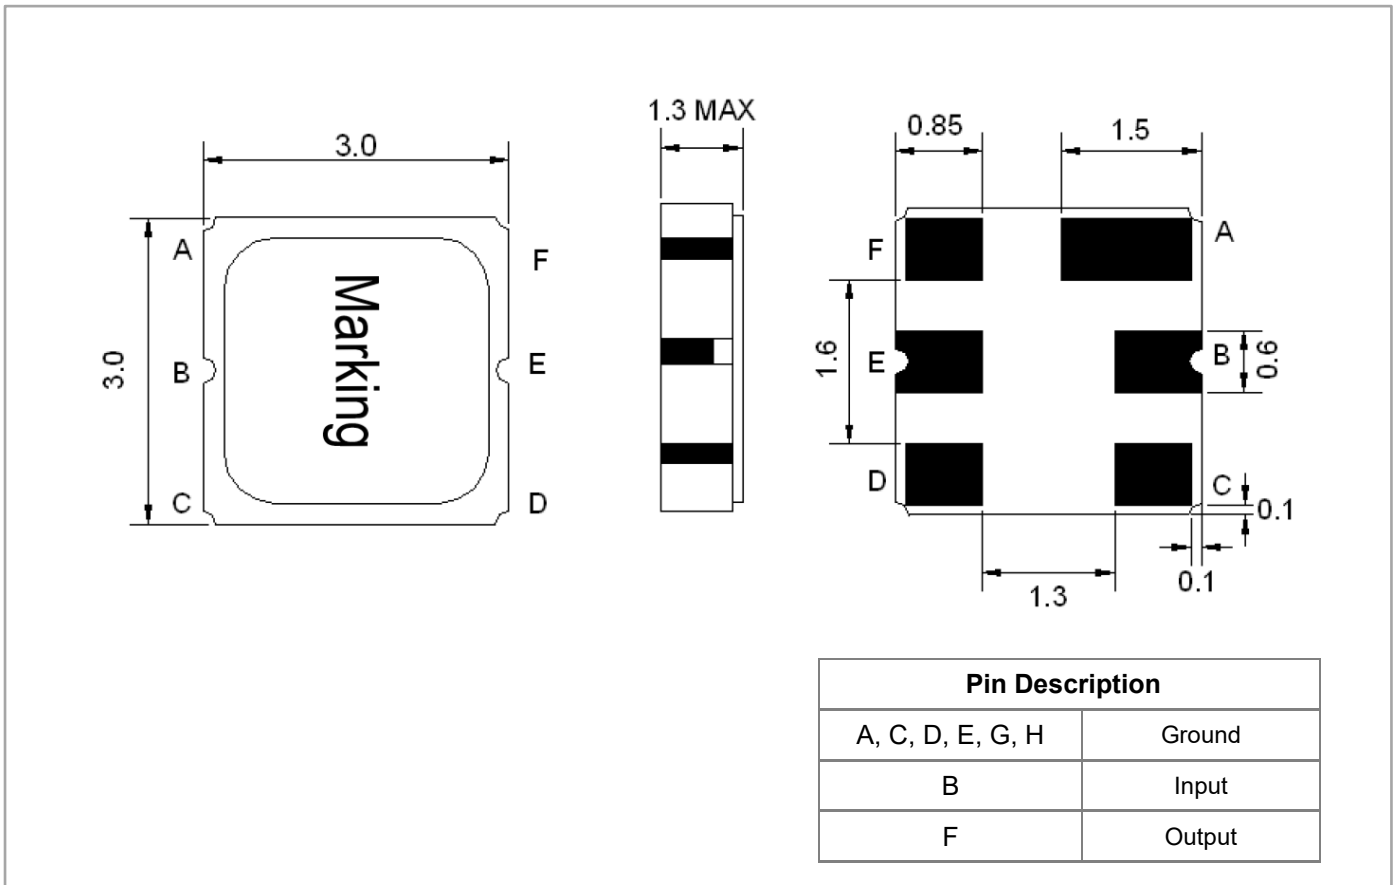 1.3 MAX
0.85
1.5
3.0
A
F
F
A
Marking
3.0
B
E
1.6
E
B
0.6
C
D
D
C
0.1
0.1
1.3
Pin Description
A, C, D, E, G, H Ground
B Input
F Output